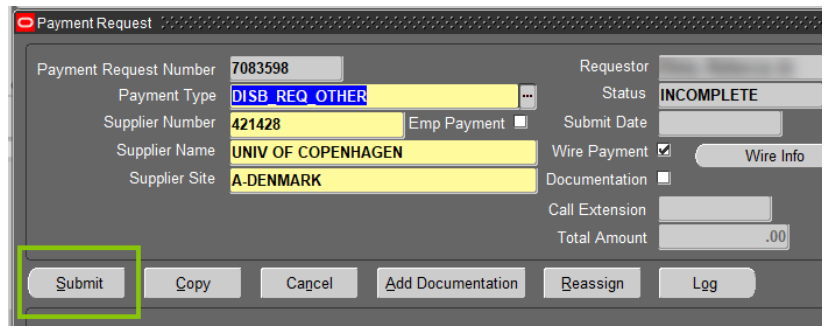 Payment Request
Payment Request Number 7083598 Requestor
Payment Type DISB_REQ_OTHER ... Status INCOMPLETE
Supplier Number 421428 Emp Payment Submit Date
Supplier Name UNIV OF COPENHAGEN Wire Payment Wire Info
Supplier Site A-DENMARK Documentation
Call Extension
Total Amount .00
Submit Copy Cancel Add Documentation Reassign Log